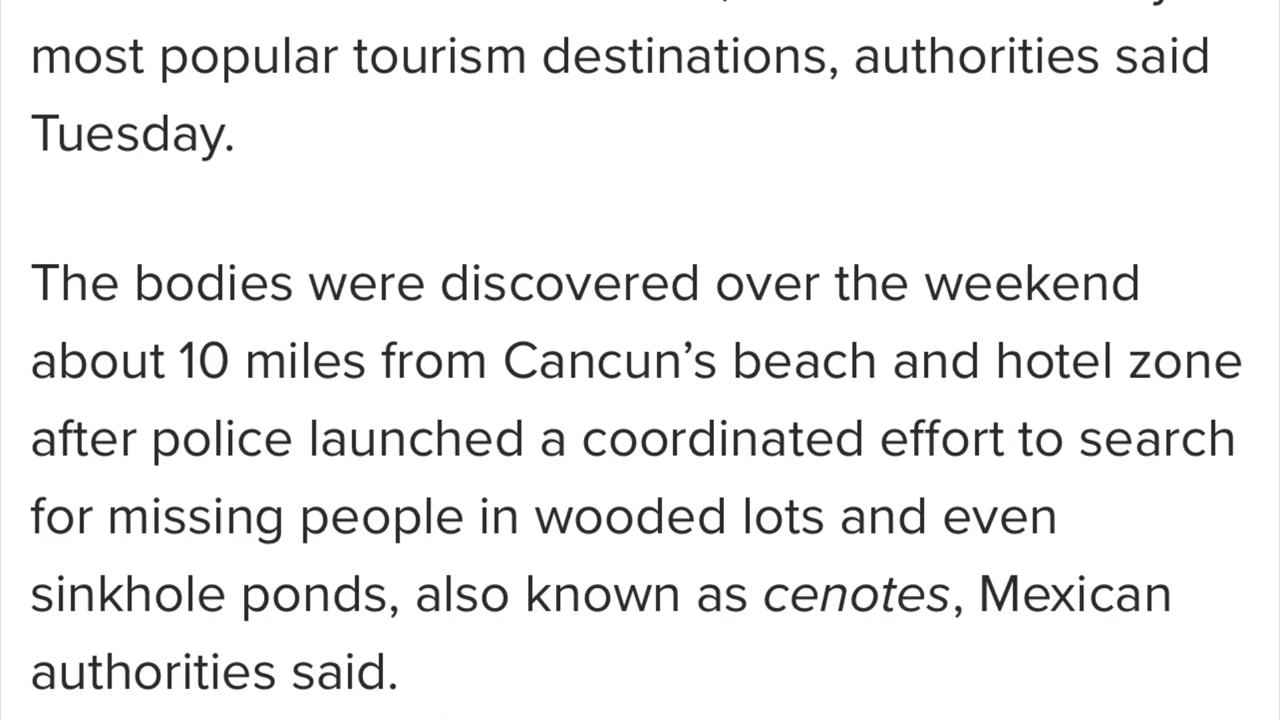 most popular tourism destinations, authorities said
Tuesday.
The bodies were discovered over the weekend
about 10 miles from Cancun’s beach and hotel zone
after police launched a coordinated effort to search
for missing people in wooded lots and even
sinkhole ponds, also known as cenotes, Mexican
authorities said.